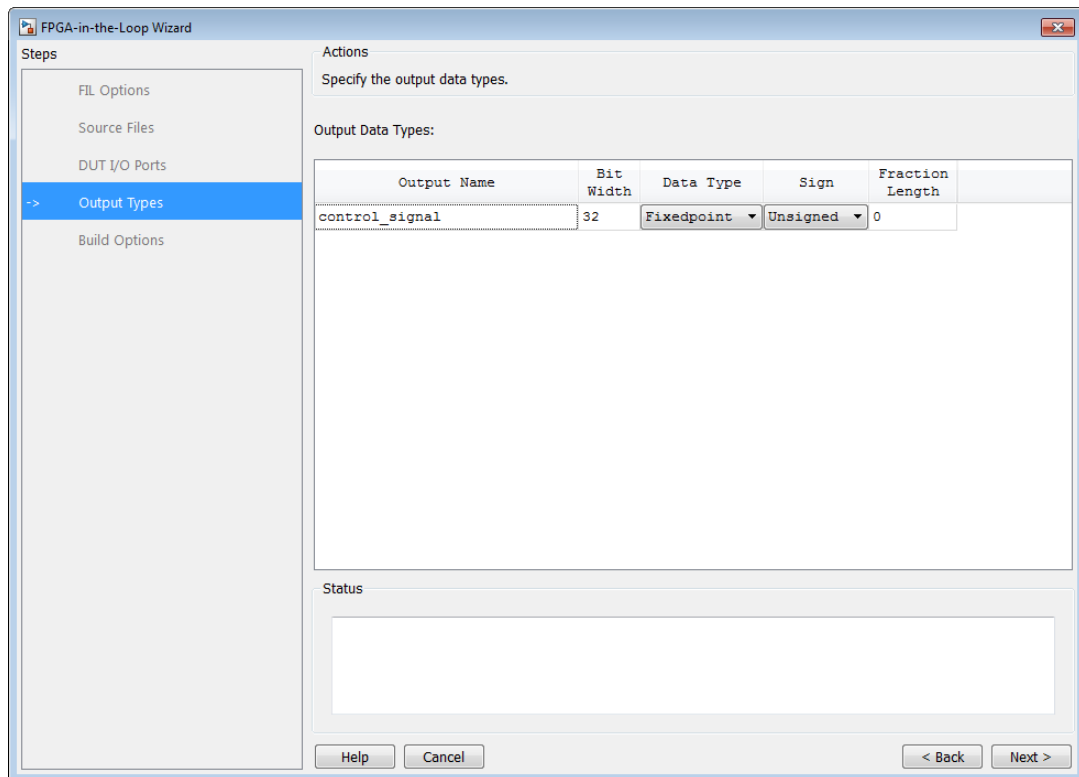 FPGA-in-the-Loop Wizard
Steps
FIL Options
Source Files
DUT I/O Ports
-> Output Types
Build Options
Actions
Specify the output data types.
Output Data Types:
Output Name Bit Width Data Type Sign Fraction Length
control_signal 32 Fixedpoint Unsigned 0
Status
Help Cancel < Back Next >